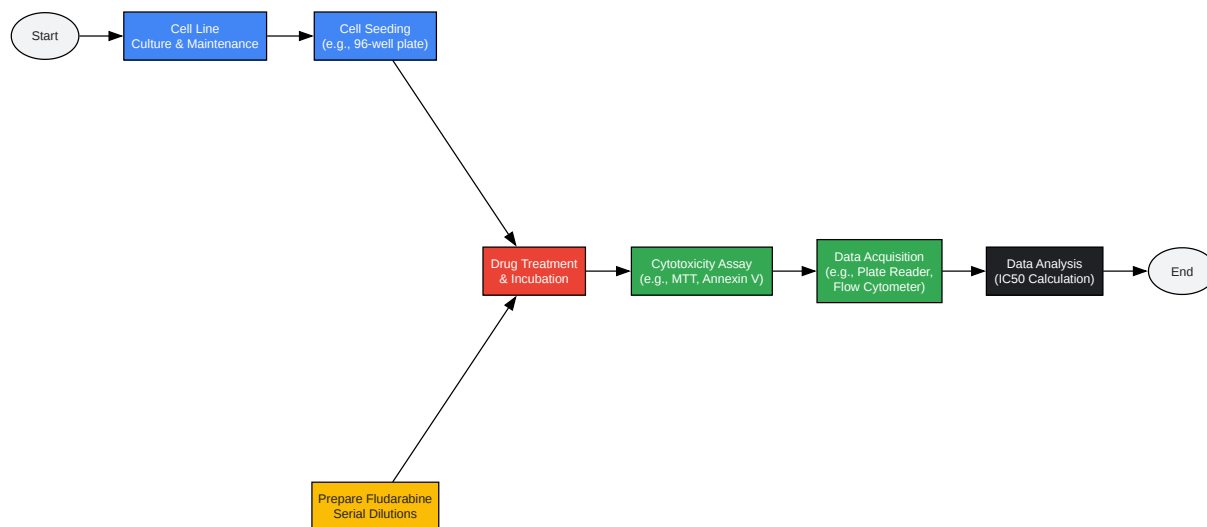 Start
Cell Line
Culture & Maintenance
Cell Seeding
(e.g., 96-well plate)
Drug Treatment
& Incubation
Cytotoxicity Assay
(e.g., MTT, Annexin V)
Data Acquisition
(e.g., Plate Reader,
Flow Cytometer)
Data Analysis
(IC50 Calculation)
End
Prepare Fludarabine
Serial Dilutions